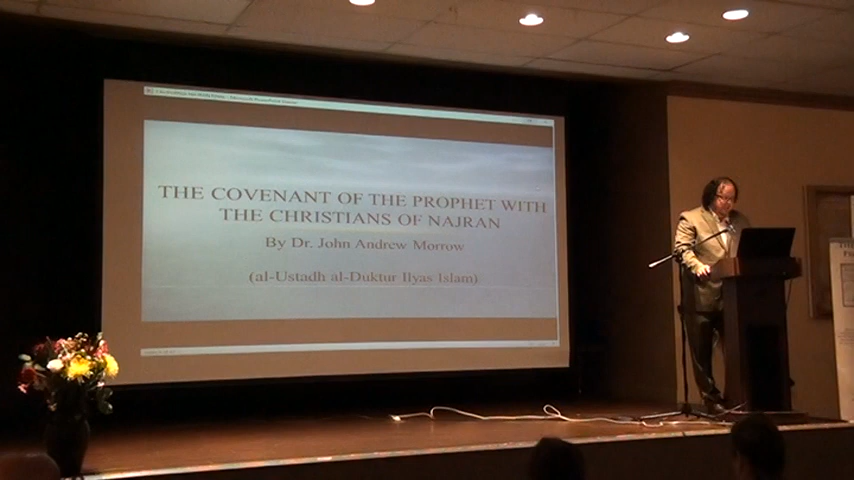 THE COVENANT OF THE PROPHET WITH
THE CHRISTIANS OF NAJRAN
By Dr. John Andrew Morrow
(al-Ustadh al-Duktur Ilyas Islam)